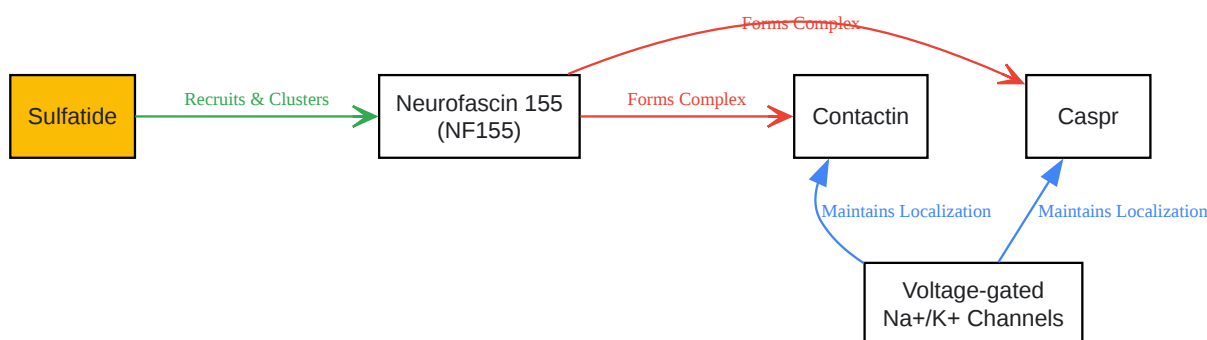 Forms Complex
Sulfatide
Recruits & Clusters
Neurofascin 155
(NF155)
Forms Complex
Contactin
Caspr
Maintains Localization
Maintains Localization
Voltage-gated
Na+/K+ Channels